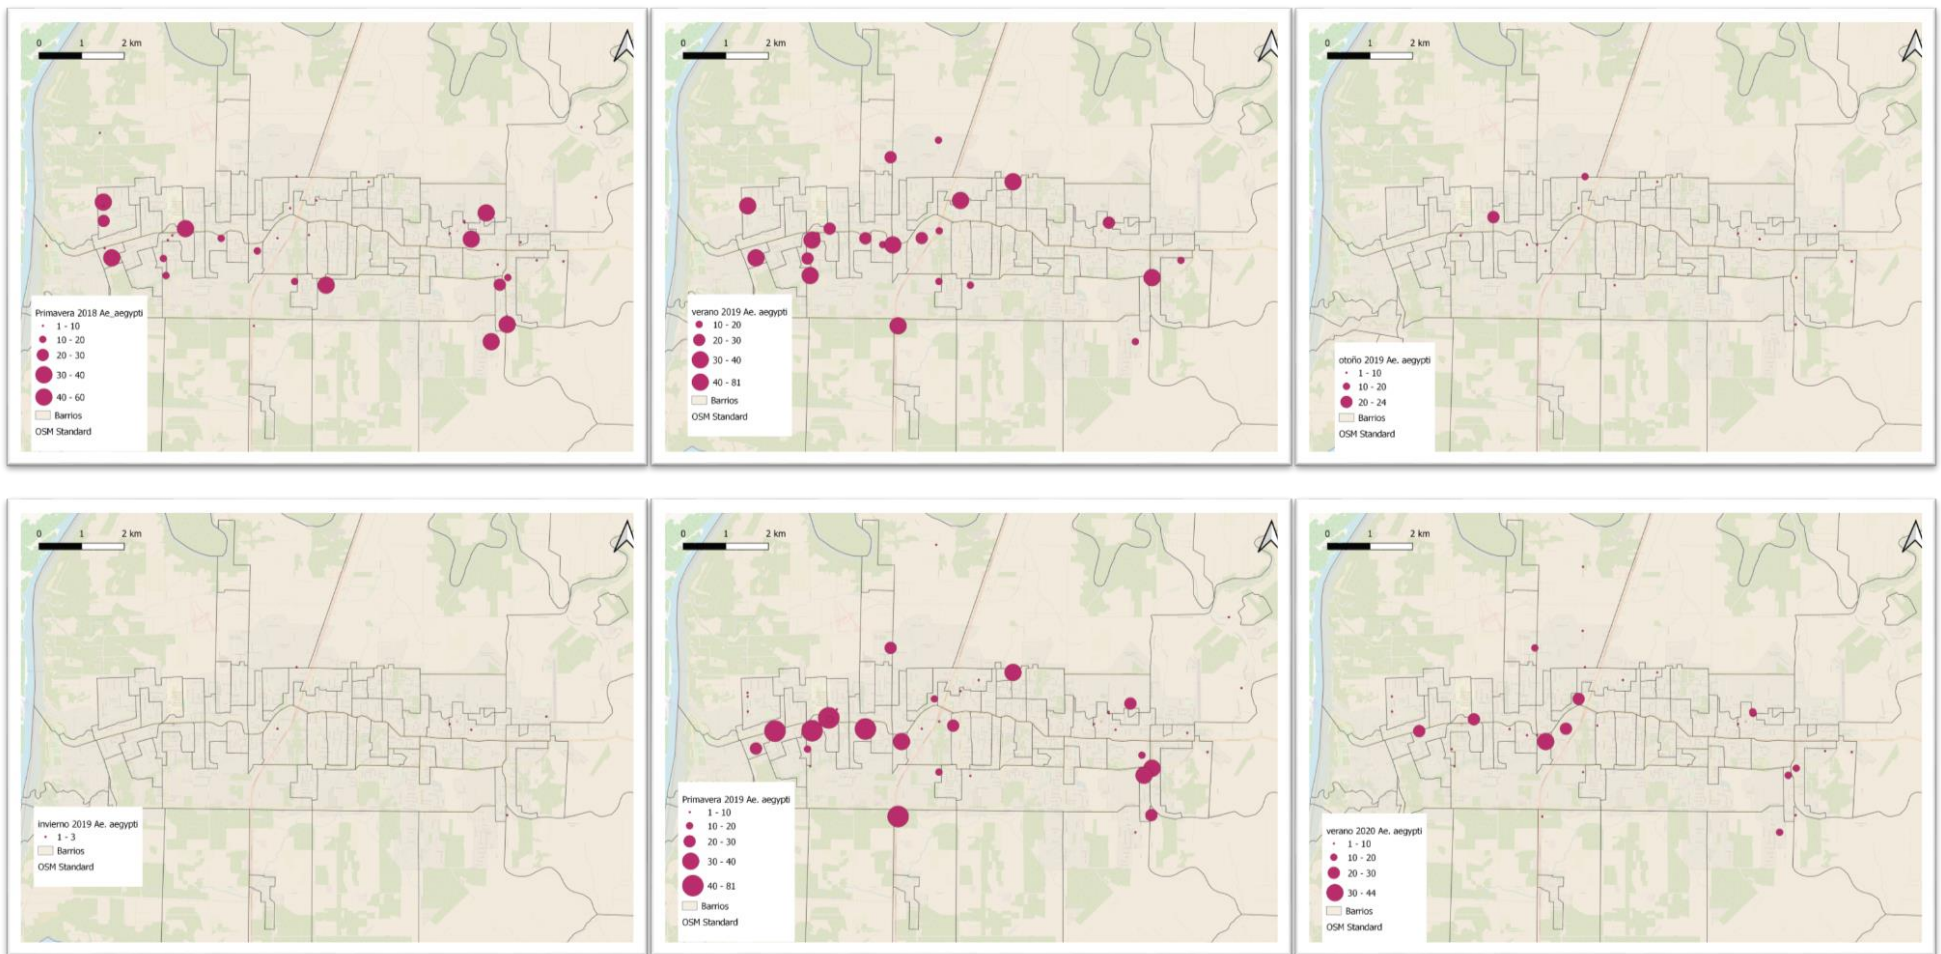 0 1 2 km
Primavera 2018 Ae_aegypti
1 - 10
10 - 20
20 - 30
30 - 40
40 - 60
Barrios
OSM Standard
0 1 2 km
verano 2019 Ae. aegypti
10 - 20
20 - 30
30 - 40
40 - 81
Barrios
OSM Standard
0 1 2 km
otoño 2019 Ae. aegypti
1 - 10
10 - 20
20 - 24
Barrios
OSM Standard
0 1 2 km
invierno 2019 Ae. aegypti
1 - 3
Barrios
OSM Standard
0 1 2 km
Primavera 2019 Ae. aegypti
1 - 10
10 - 20
20 - 30
30 - 40
40 - 81
Barrios
OSM Standard
0 1 2 km
verano 2020 Ae. aegypti
1 - 10
10 - 20
20 - 30
30 - 44
Barrios
OSM Standard